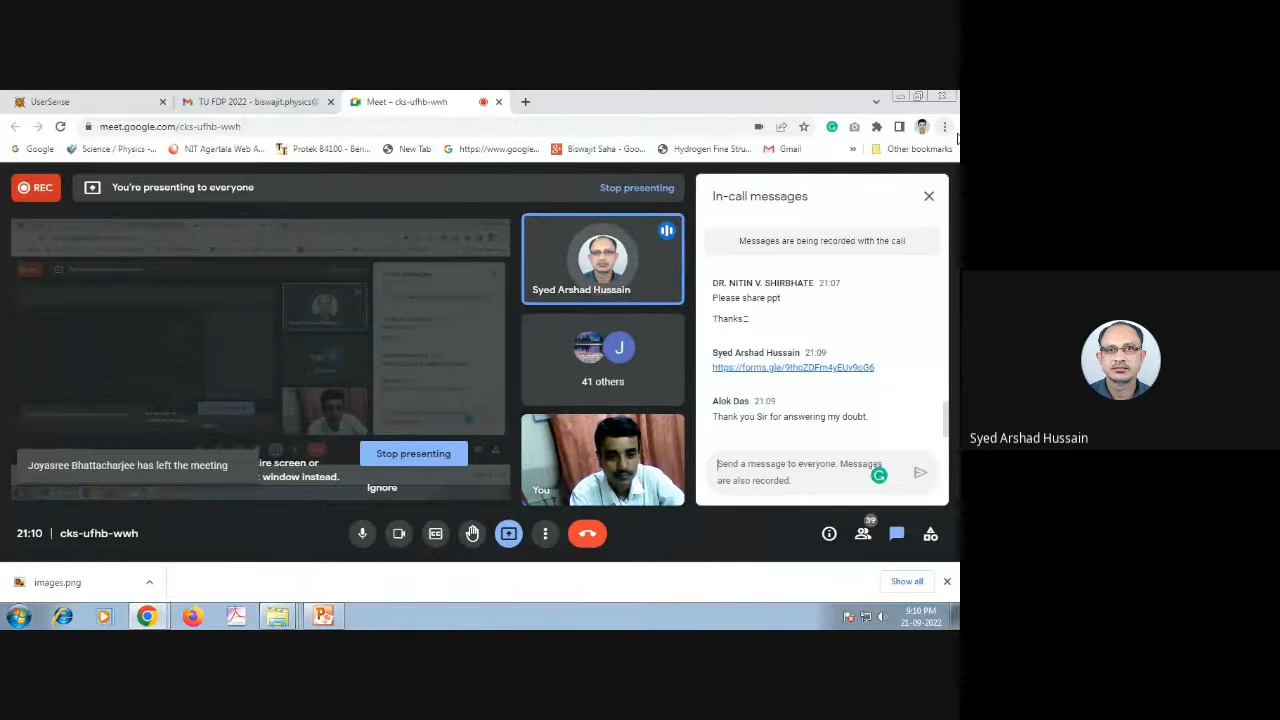 UserSense
TU FDP 2022 - biswajit.physics@
Meet – cks-ufhb-wwh
meet.google.com/cks-ufhb-wwh
Google
Science / Physics -...
NIT Agartala Web A...
Protek B4100 - Ben...
New Tab
https://www.google...
Biswajit Saha - Goo...
Hydrogen Fine Stru...
Gmail
»
Other bookmarks
REC
You're presenting to everyone
Stop presenting
In-call messages
Messages are being recorded with the call
DR. NITIN V. SHIRBHATE 21:07
Please share ppt
Thanks
Syed Arshad Hussain 21:09
https://forms.gle/9thoZDFm4yEUv9oG6
Alok Das 21:09
Thank you Sir for answering my doubt.
Send a message to everyone. Messages
are also recorded.
Syed Arshad Hussain
J
41 others
You
Joyasree Bhattacharjee has left the meeting
ire screen or
window instead.
Stop presenting
Ignore
21:10 | cks-ufhb-wwh
39
images.png
Show all
9:10 PM
21-09-2022
Syed Arshad Hussain